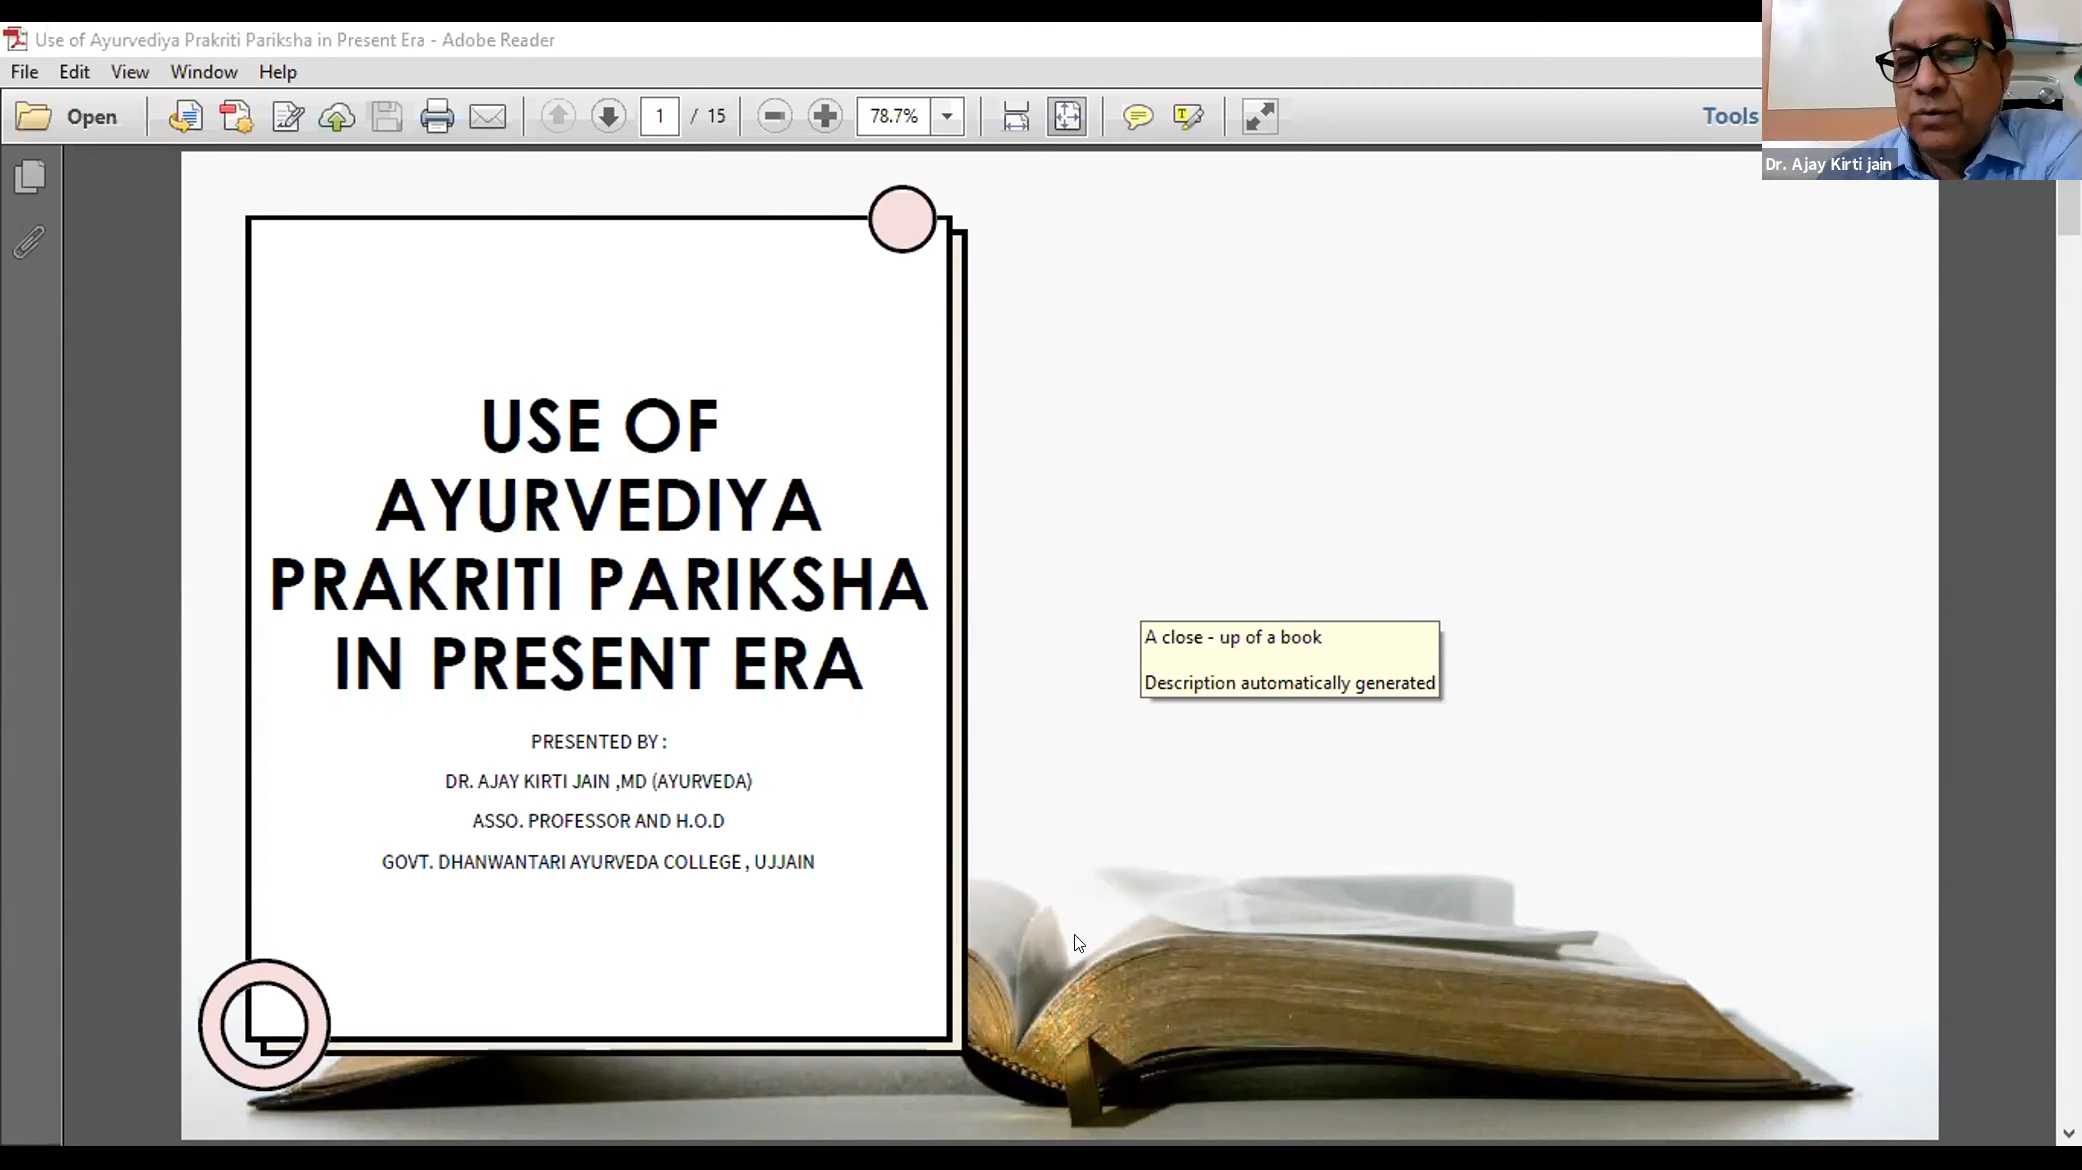 Use of Ayurvediya Prakriti Pariksha in Present Era - Adobe Reader
File Edit View Window Help
Open 1 / 15 78.7% Tools
Dr. Ajay Kirti jain
USE OF
AYURVEDIYA
PRAKRITI PARIKSHA
IN PRESENT ERA
PRESENTED BY :
DR. AJAY KIRTI JAIN ,MD (AYURVEDA)
ASSO. PROFESSOR AND H.O.D
GOVT. DHANWANTARI AYURVEDA COLLEGE , UJJAIN
A close - up of a book
Description automatically generated